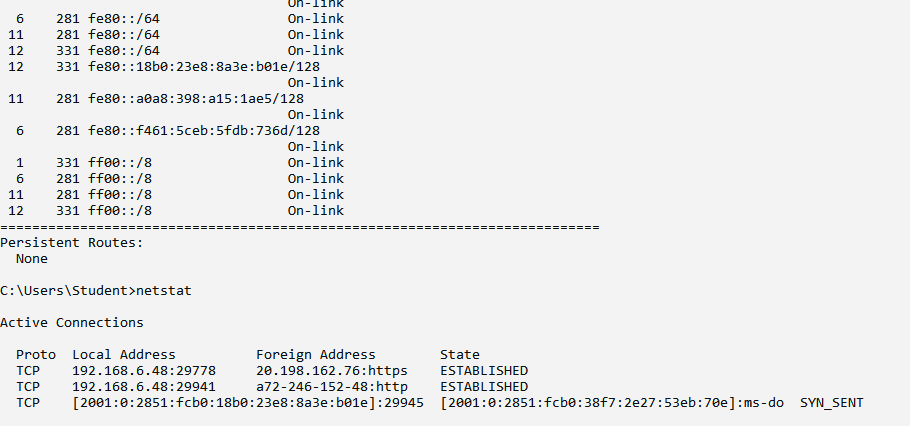 On-link
6 281 fe80::/64 On-link
11 281 fe80::/64 On-link
12 331 fe80::/64 On-link
12 331 fe80::18b0:23e8:8a3e:b01e/128
On-link
11 281 fe80::a0a8:398:a15:1ae5/128
On-link
6 281 fe80::f461:5ceb:5fdb:736d/128
On-link
1 331 ff00::/8 On-link
6 281 ff00::/8 On-link
11 281 ff00::/8 On-link
12 331 ff00::/8 On-link
===========================================================================
Persistent Routes:
None
C:\Users\Student>netstat
Active Connections
Proto Local Address Foreign Address State
TCP 192.168.6.48:29778 20.198.162.76:https ESTABLISHED
TCP 192.168.6.48:29941 a72-246-152-48:http ESTABLISHED
TCP [2001:0:2851:fcb0:18b0:23e8:8a3e:b01e]:29945 [2001:0:2851:fcb0:38f7:2e27:53eb:70e]:ms-do SYN_SENT